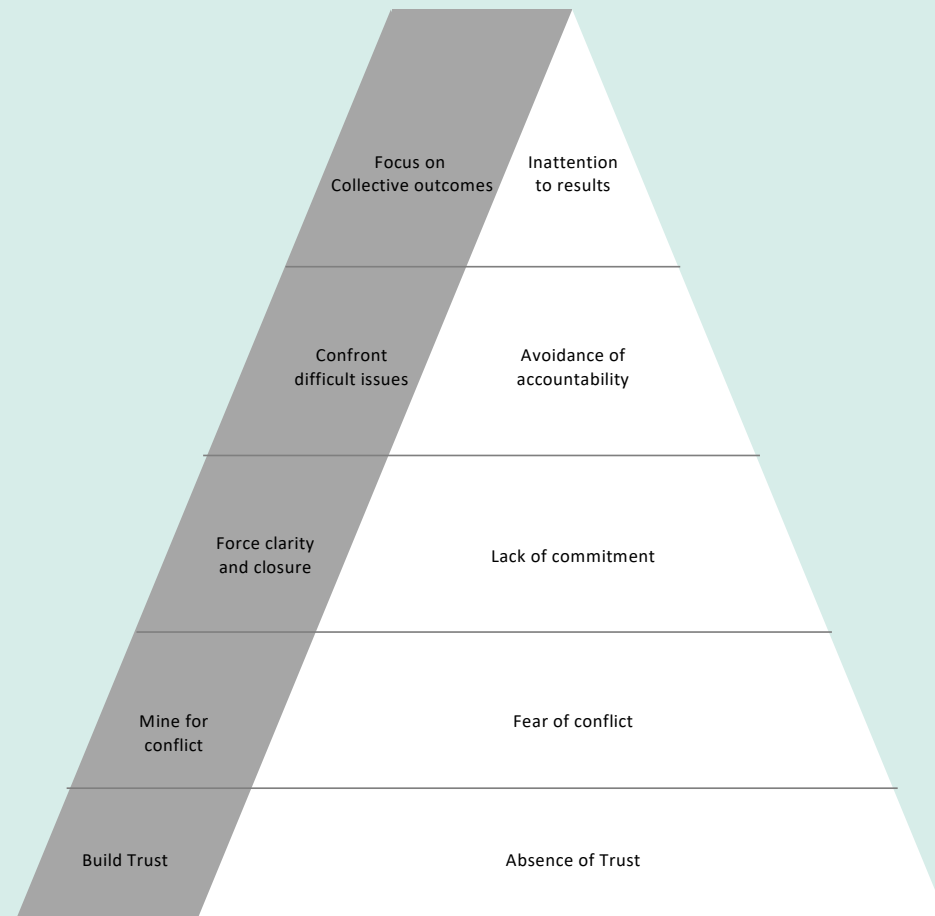 Focus on
Collective outcomes
Inattention
to results
Confront
difficult issues
Avoidance of
accountability
Force clarity
and closure
Lack of commitment
Mine for
conflict
Fear of conflict
Build Trust
Absence of Trust